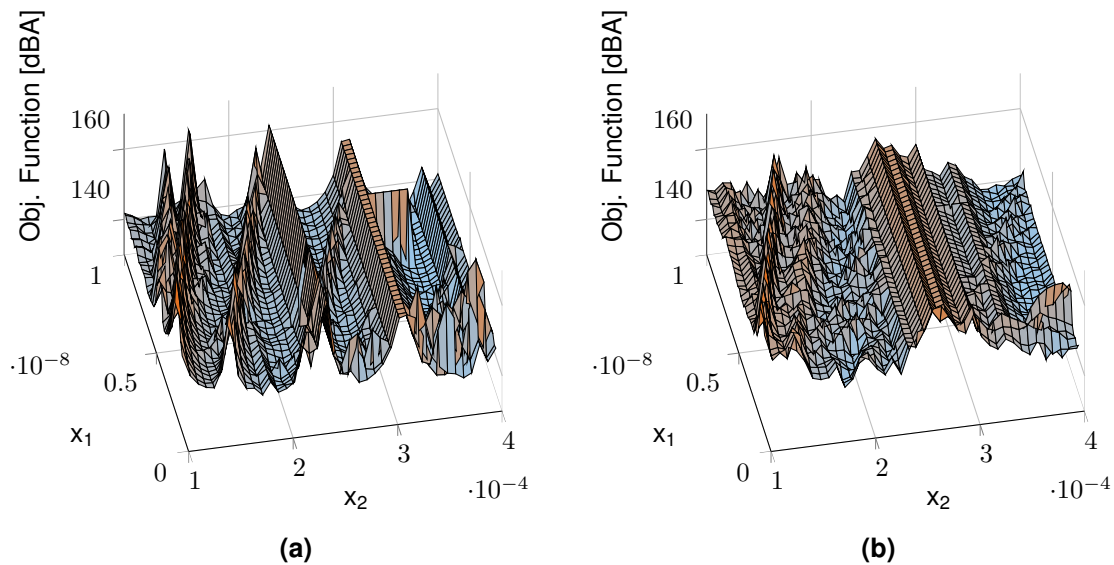 Obj. Function [dBA]
160
140
1
·10⁻⁸
0.5
x₁
0
1
2
3
4
·10⁻⁴
x₂
(a)
Obj. Function [dBA]
160
140
1
·10⁻⁸
0.5
x₁
0
1
2
3
4
·10⁻⁴
x₂
(b)